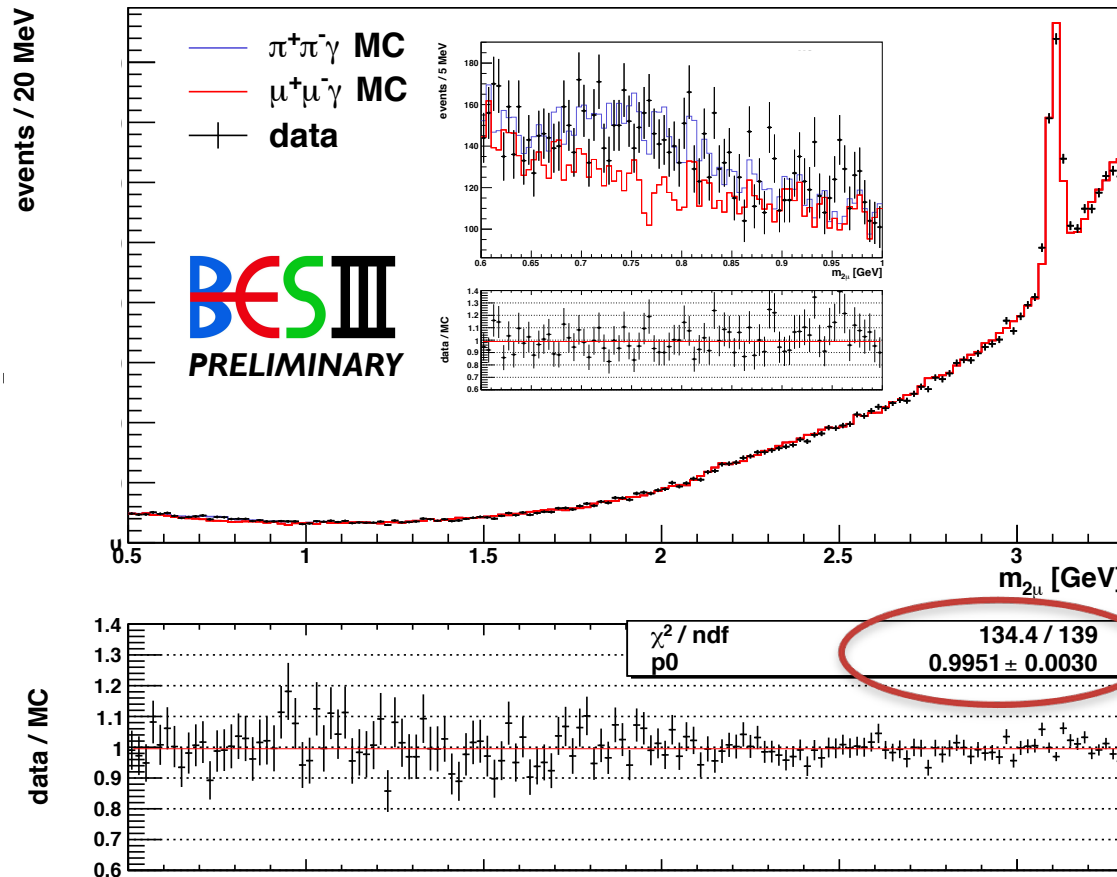 events / 20 MeV
π⁺π⁻γ MC
μ⁺μ⁻γ MC
data
BESIII
PRELIMINARY
events / 5 MeV
180
160
140
120
100
0.6 0.65 0.7 0.75 0.8 0.85 0.9 0.95 1
m₂μ [GeV]
data / MC
1.4
1.3
1.2
1.1
1
0.9
0.8
0.7
0.6
0.5 1 1.5 2 2.5 3
m₂μ [GeV]
data / MC
1.4
1.3
1.2
1.1
1
0.9
0.8
0.7
0.6
χ² / ndf 134.4 / 139
p0 0.9951 ± 0.0030